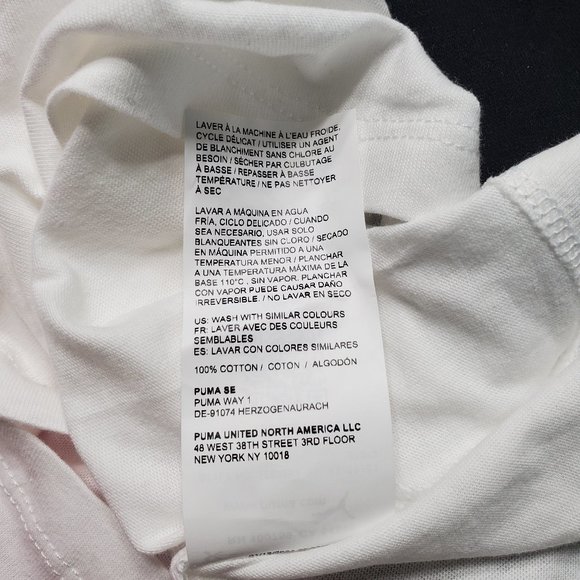 LAVER À LA MACHINE À L'EAU FROIDE,
CYCLE DÉLICAT / UTILISER UN AGENT
DE BLANCHIMENT SANS CHLORE AU
BESOIN / SÉCHER PAR CULBUTAGE
À BASSE / REPASSER À BASSE
TEMPÉRATURE / NE PAS NETTOYER
À SEC
LAVAR A MÁQUINA EN AGUA
FRÍA, CICLO DELICADO / CUANDO
SEA NECESARIO, USAR SOLO
BLANQUEANTES SIN CLORO / SECADO
EN MÁQUINA PERMITIDO A UNA
TEMPERATURA MENOR / PLANCHAR
A UNA TEMPERATURA MÁXIMA DE LA
BASE 110°C , SIN VAPOR. PLANCHAR
CON VAPOR PUEDE CAUSAR DAÑO
IRREVERSIBLE. / NO LAVAR EN SECO
US: WASH WITH SIMILAR COLOURS
FR: LAVER AVEC DES COULEURS
SEMBLABLES
ES: LAVAR CON COLORES SIMILARES
100% COTTON / COTON / ALGODÓN
PUMA SE
PUMA WAY 1
DE-91074 HERZOGENAURACH
PUMA UNITED NORTH AMERICA LLC
48 WEST 38TH STREET 3RD FLOOR
NEW YORK NY 10018